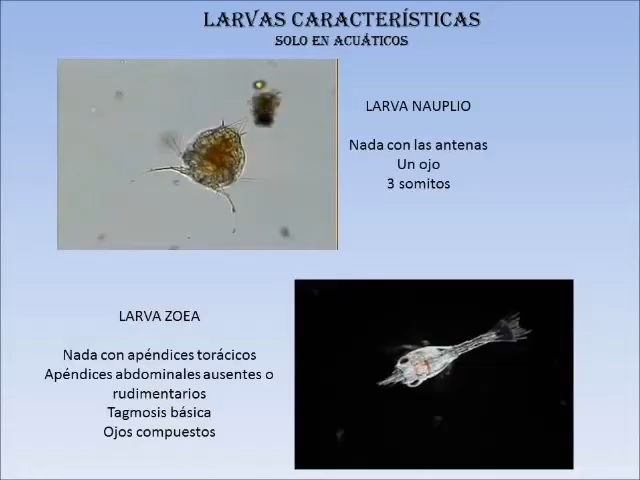 LARVAS CARACTERÍSTICAS
SOLO EN ACUÁTICOS
LARVA NAUPLIO
Nada con las antenas
Un ojo
3 somitos
LARVA ZOEA
Nada con apéndices torácicos
Apéndices abdominales ausentes o
rudimentarios
Tagmosis básica
Ojos compuestos